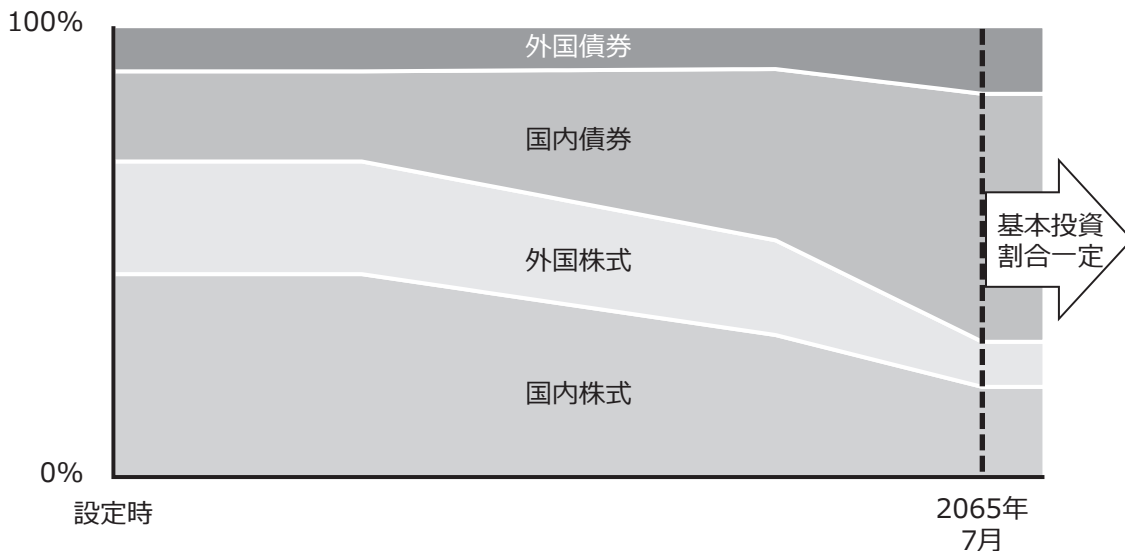 100%
外国債券
国内債券
外国株式
基本投資
割合一定
国内株式
0%
設定時
2065年
7月